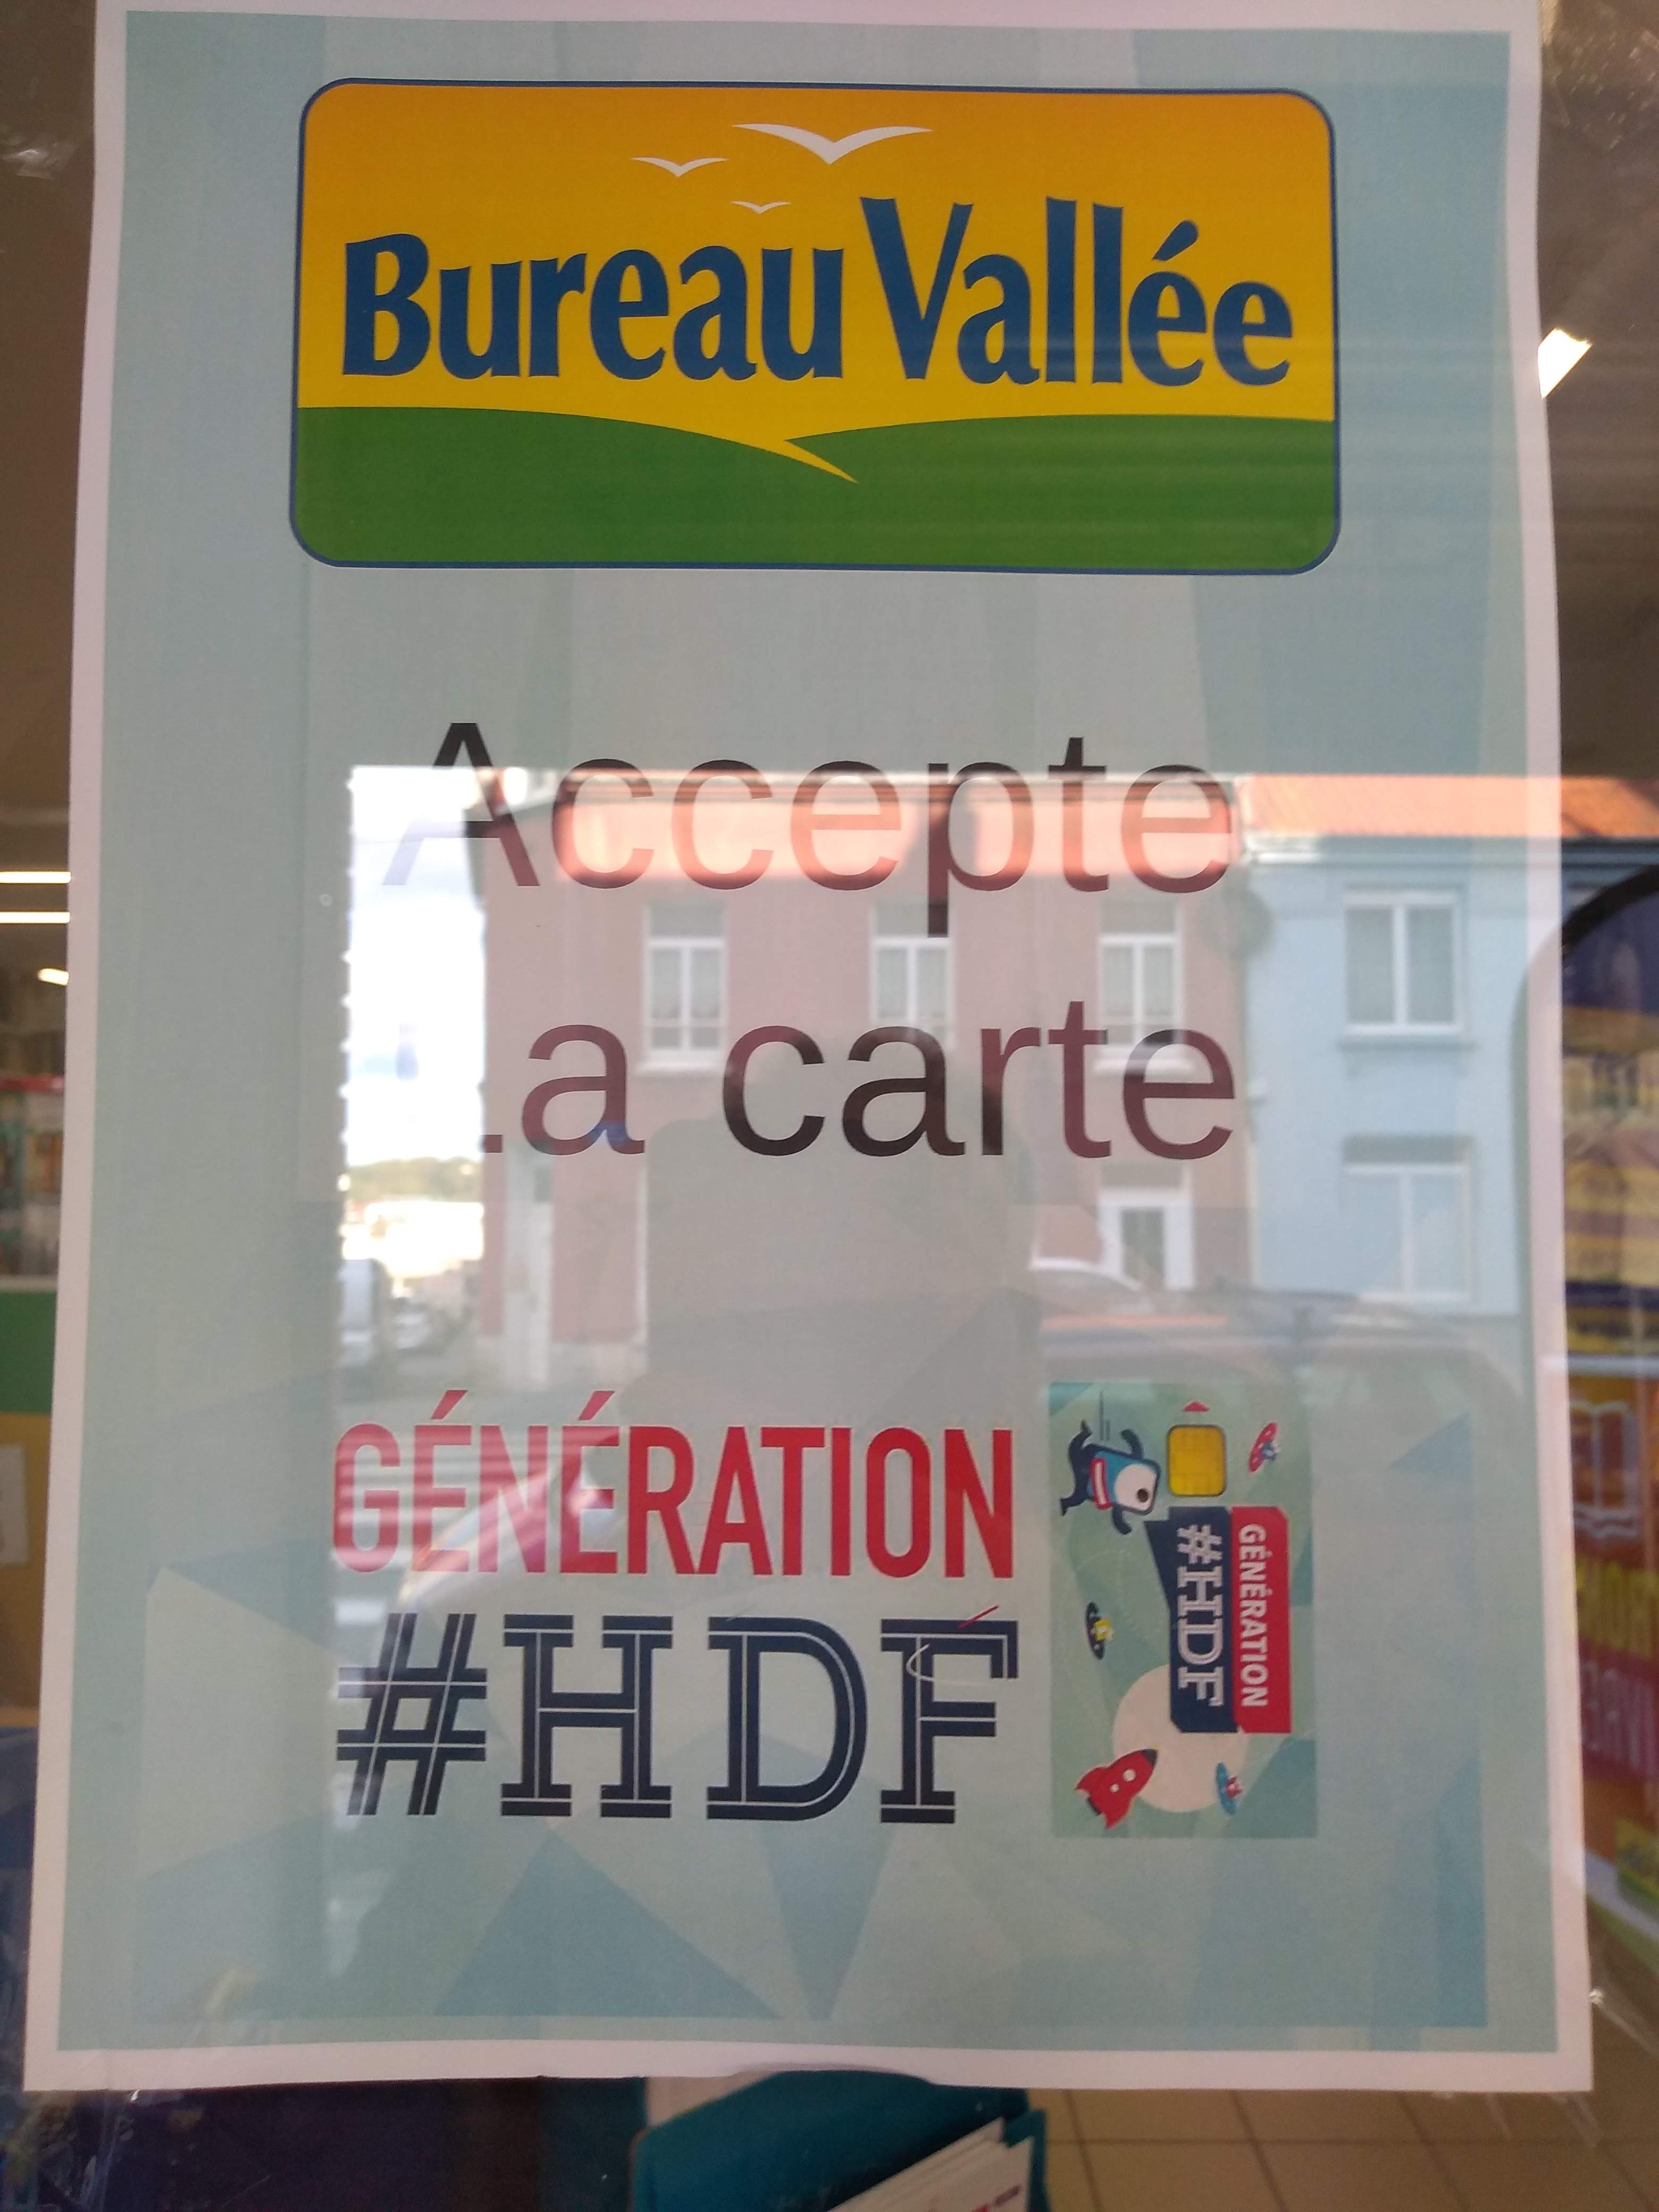 Bureau Vallée
Accepte
La carte
GÉNÉRATION
#HDF
GÉNÉRATION
#HDF